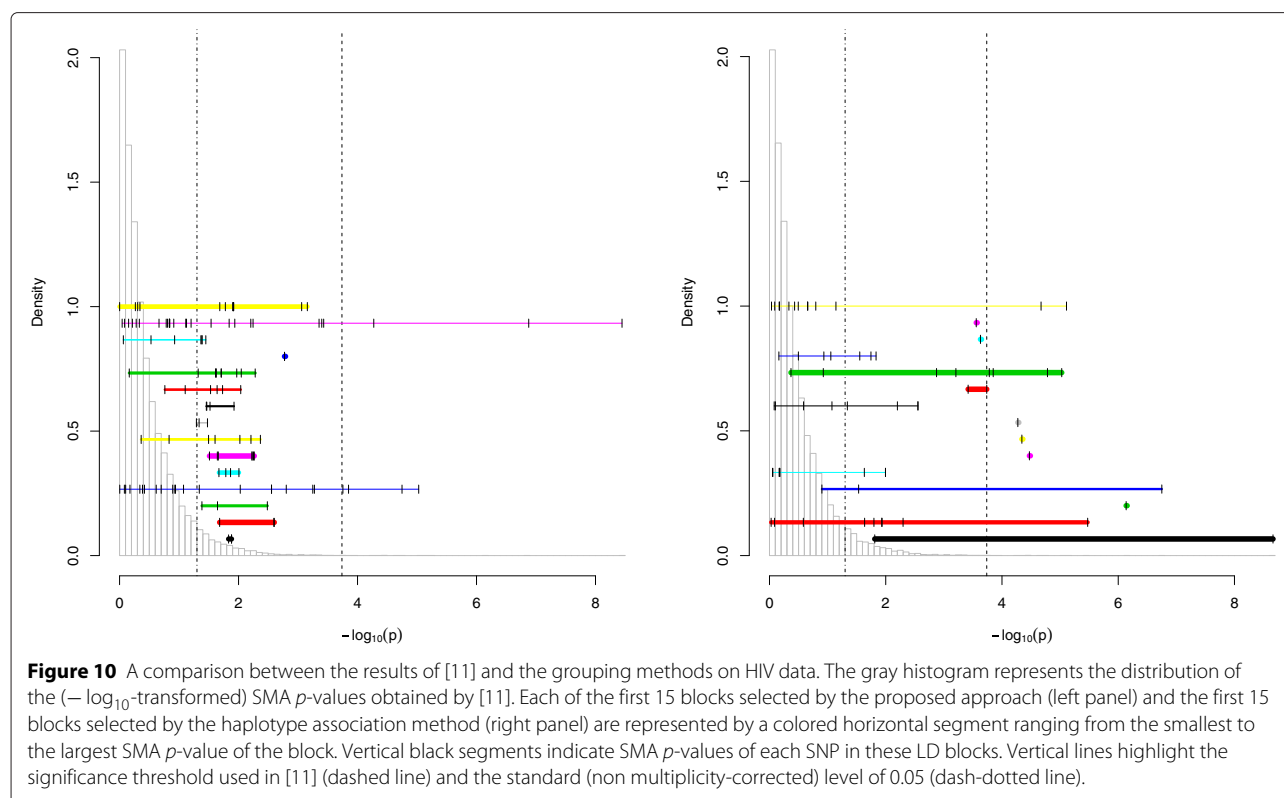 2.0
1.5
1.0
0.5
0.0
Density
0 2 4 6 8
−log10(p)
2.0
1.5
1.0
0.5
0.0
Density
0 2 4 6 8
−log10(p)
Figure 10 A comparison between the results of [11] and the grouping methods on HIV data. The gray histogram represents the distribution of
the (− log10-transformed) SMA p-values obtained by [11]. Each of the first 15 blocks selected by the proposed approach (left panel) and the first 15
blocks selected by the haplotype association method (right panel) are represented by a colored horizontal segment ranging from the smallest to
the largest SMA p-value of the block. Vertical black segments indicate SMA p-values of each SNP in these LD blocks. Vertical lines highlight the
significance threshold used in [11] (dashed line) and the standard (non multiplicity-corrected) level of 0.05 (dash-dotted line).